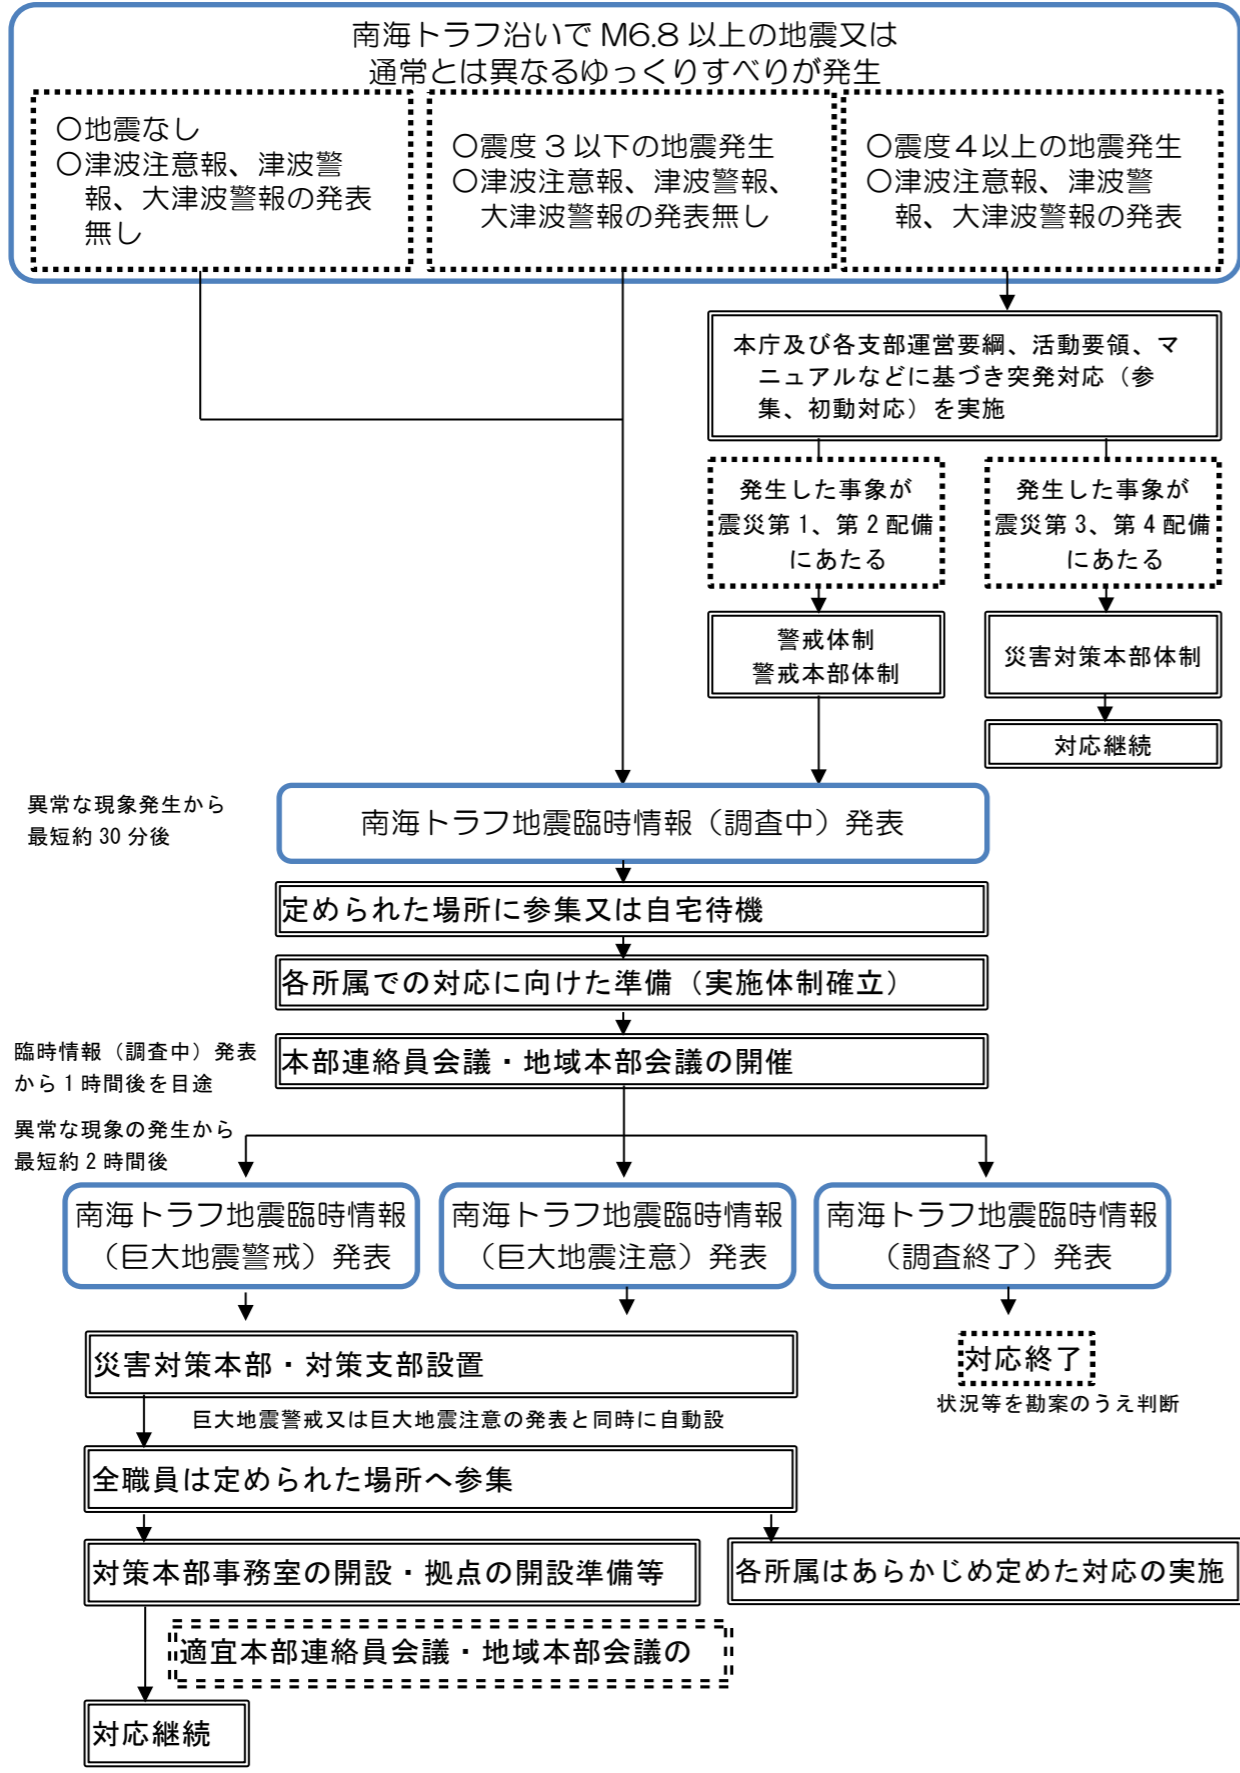 南海トラフ沿いで M6.8 以上の地震又は
通常とは異なるゆっくりすべりが発生
○地震なし
○津波注意報、津波警
報、大津波警報の発表
無し
○震度 3 以下の地震発生
○津波注意報、津波警報、
大津波警報の発表無し
○震度4以上の地震発生
○津波注意報、津波警
報、大津波警報の発表
本庁及び各支部運営要綱、活動要領、マ
ニュアルなどに基づき突発対応（参
集、初動対応）を実施
発生した事象が
震災第 1、第 2 配備
にあたる
発生した事象が
震災第 3、第 4 配備
にあたる
警戒体制
警戒本部体制
災害対策本部体制
対応継続
異常な現象発生から
最短約 30 分後
南海トラフ地震臨時情報（調査中）発表
定められた場所に参集又は自宅待機
各所属での対応に向けた準備（実施体制確立）
臨時情報（調査中）発表
から 1 時間後を目途
本部連絡員会議・地域本部会議の開催
異常な現象の発生から
最短約 2 時間後
南海トラフ地震臨時情報
（巨大地震警戒）発表
南海トラフ地震臨時情報
（巨大地震注意）発表
南海トラフ地震臨時情報
（調査終了）発表
災害対策本部・対策支部設置
対応終了
状況等を勘案のうえ判断
巨大地震警戒又は巨大地震注意の発表と同時に自動設
全職員は定められた場所へ参集
対策本部事務室の開設・拠点の開設準備等
各所属はあらかじめ定めた対応の実施
適宜本部連絡員会議・地域本部会議の
対応継続